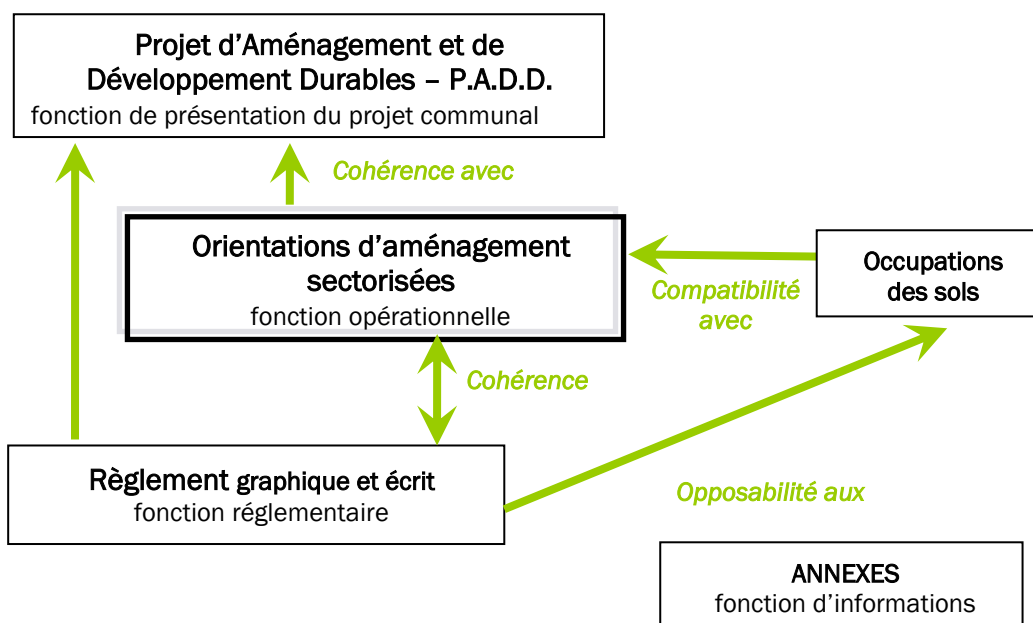 Projet d’Aménagement et de
Développement Durables – P.A.D.D.
fonction de présentation du projet communal
Cohérence avec
Orientations d’aménagement
sectorisées
fonction opérationnelle
Occupations
des sols
Compatibilité
avec
Cohérence
Règlement graphique et écrit
fonction réglementaire
Opposabilité aux
ANNEXES
fonction d’informations